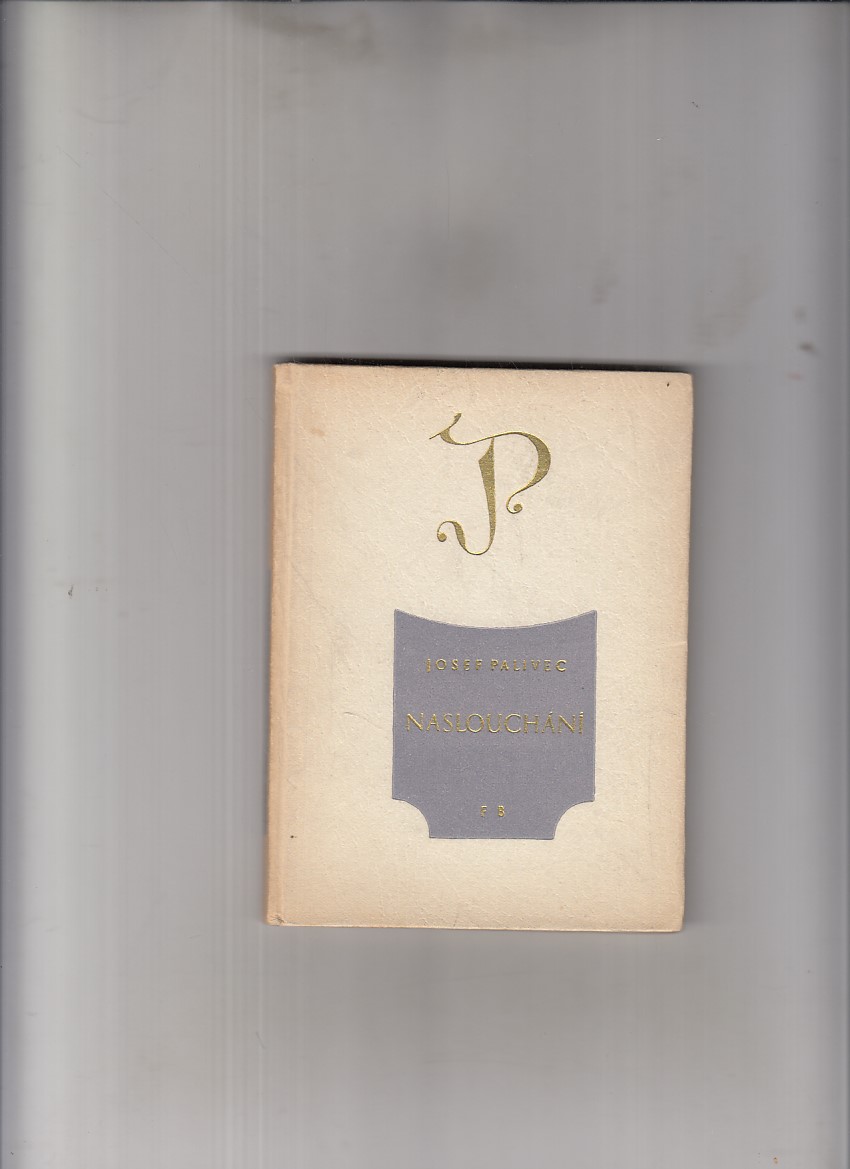 P
JOSEF PALIVEC
NASLOUCHÁNÍ
F B